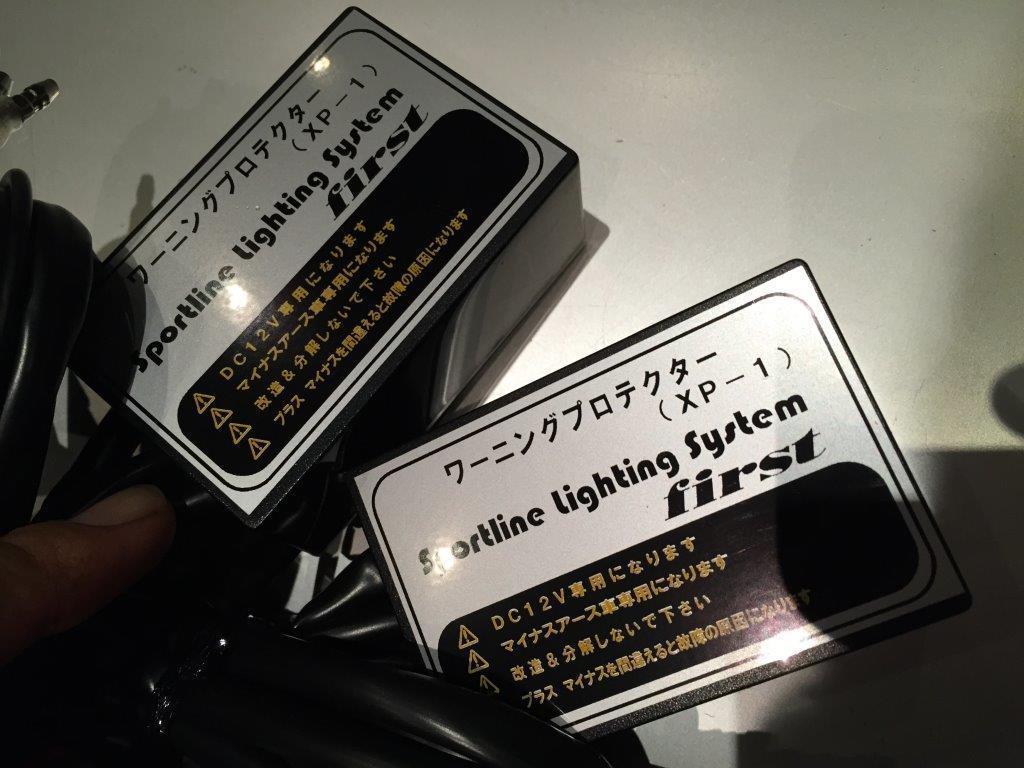 ワーニングプロテクター
(XP-1)
Sportline Lighting System
first
DC12V専用になります
マイナスアース車専用になります
改造&分解しないで下さい
プラス マイナスを間違えると故障の原因になります
ワーニングプロテクター
(XP-1)
Sportline Lighting System
first
DC12V専用になります
マイナスアース車専用になります
改造&分解しないで下さい
プラス マイナスを間違えると故障の原因になります